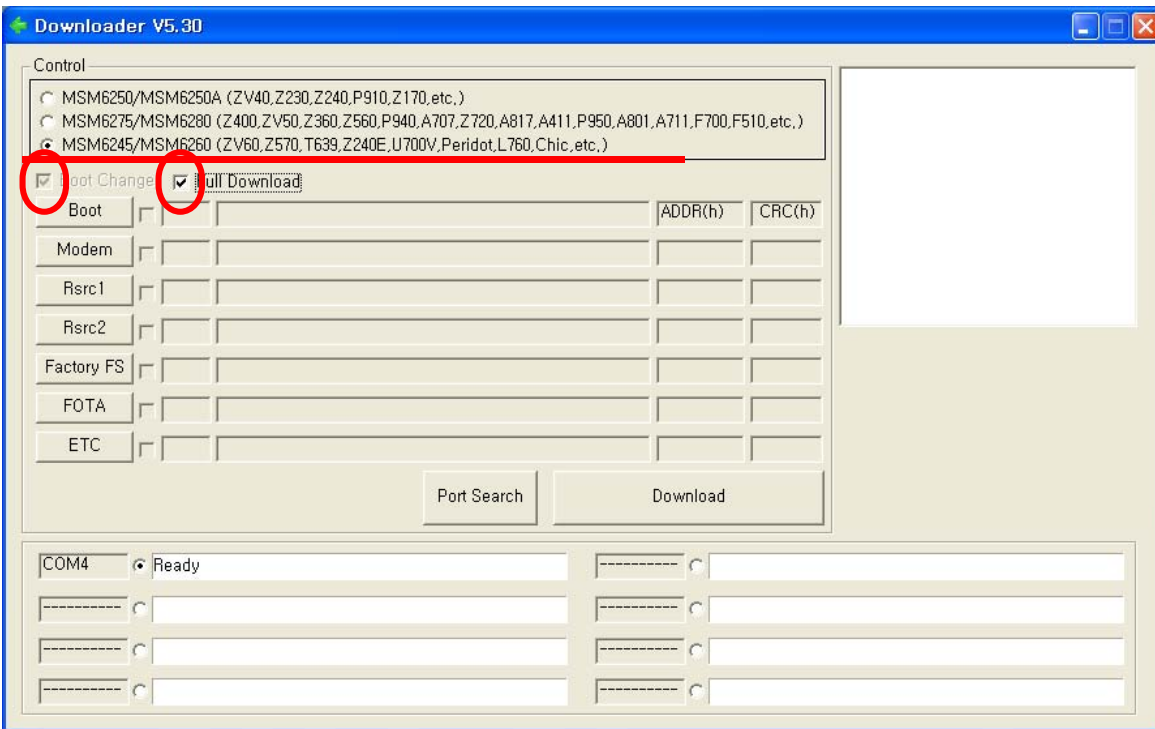 Downloader V5.30
Control
MSM6250/MSM6250A (ZV40,Z230,Z240,P910,Z170,etc,)
MSM6275/MSM6280 (Z400,ZV50,Z360,Z560,P940,A707,Z720,A817,A411,P950,A801,A711,F700,F510,etc,)
MSM6245/MSM6260 (ZV60,Z570,T639,Z240E,U700V,Peridot,L760,Chic,etc,)
Boot Change Full Download
Boot ADDR(h) CRC(h)
Modem
Rsrc1
Rsrc2
Factory FS
FOTA
ETC
Port Search Download
COM4 Ready ----------
---------- ----------
---------- ----------
---------- ----------